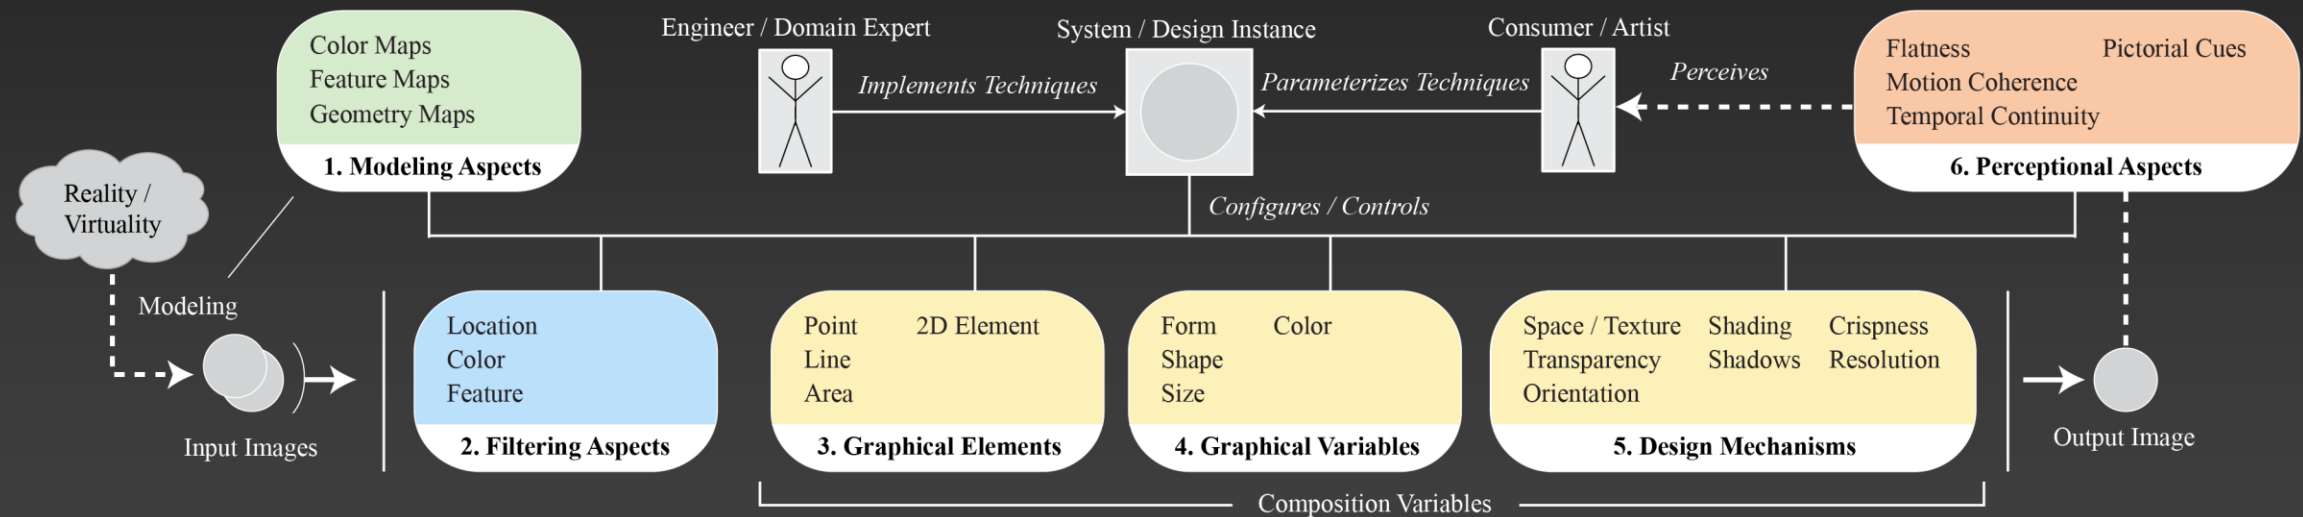 Color Maps
Feature Maps
Geometry Maps
1. Modeling Aspects
Engineer / Domain Expert
Implements Techniques
System / Design Instance
Parameterizes Techniques
Consumer / Artist
Perceives
Flatness
Pictorial Cues
Motion Coherence
Temporal Continuity
6. Perceptional Aspects
Reality /
Virtuality
Configures / Controls
Modeling
Input Images
Location
Color
Feature
2. Filtering Aspects
Point
2D Element
Line
Area
3. Graphical Elements
Form
Color
Shape
Size
4. Graphical Variables
Space / Texture
Shading
Crispness
Transparency
Shadows
Resolution
Orientation
5. Design Mechanisms
Output Image
Composition Variables